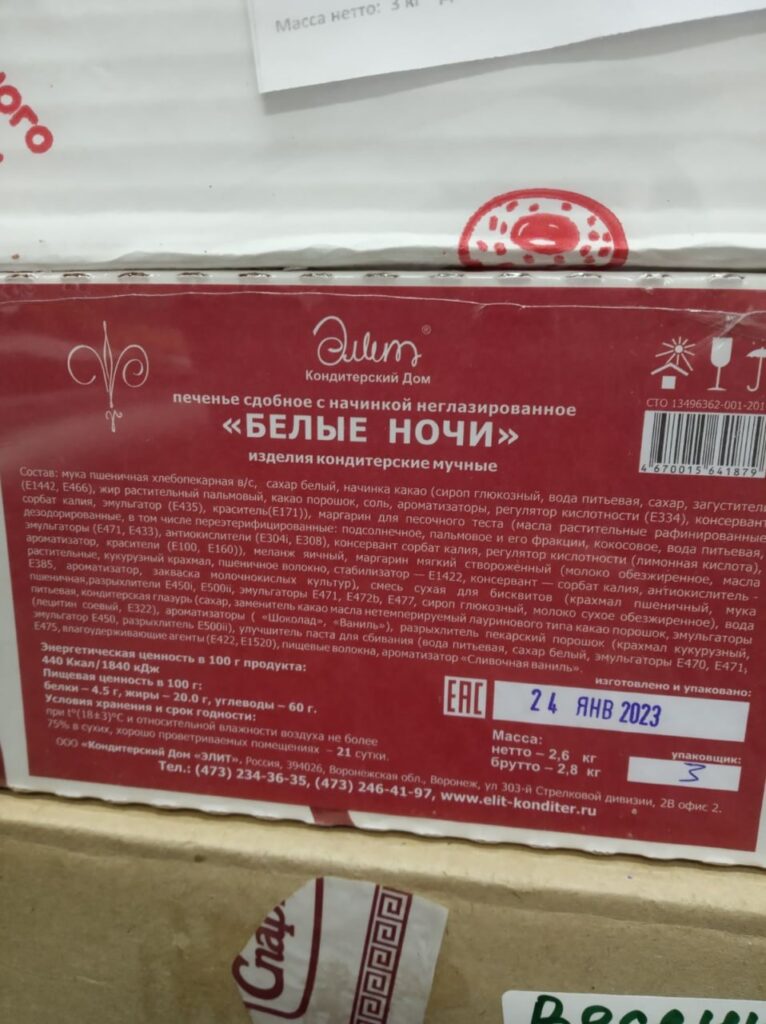 Масса нетто: 3 кг
ого
Элит®
Кондитерский Дом
печенье сдобное с начинкой неглазированное
«БЕЛЫЕ НОЧИ»
изделия кондитерские мучные
СТО 13496362-001-201
4 670015 641879
Состав: мука пшеничная хлебопекарная в/с, сахар белый, начинка какао (сироп глюкозный, вода питьевая, сахар, загустители
(Е1442, Е466), жир растительный пальмовый, какао порошок, соль, ароматизаторы, регулятор кислотности (Е334), консервант
сорбат калия, эмульгатор (Е435), краситель(Е171)), маргарин для песочного теста (масла растительные рафинированные
дезодорированные, в том числе переэтерифицированные: подсолнечное, пальмовое и его фракции, кокосовое, вода питьевая,
эмульгаторы (Е471, Е433), антиокислители (Е304i, Е308), консервант сорбат калия, регулятор кислотности (лимонная кислота),
ароматизатор, красители (Е100, Е160)), меланж яичный, маргарин мягкий створоженный (молоко обезжиренное, масла
растительные, кукурузный крахмал, пшеничное волокно, стабилизатор — Е1422, консервант — сорбат калия, антиокислитель -
Е385, ароматизатор, закваска молочнокислых культур), смесь сухая для бисквитов (крахмал пшеничный, мука
пшеничная,разрыхлители Е450i, Е500ii, эмульгаторы Е471, Е472b, Е477, сироп глюкозный, молоко сухое обезжиренное), вода
питьевая, кондитерская глазурь (сахар, заменитель какао масла нетемперируемый лауринового типа какао порошок, эмульгаторы
(лецитин соевый, Е322), ароматизаторы ( «Шоколад», «Ваниль»), разрыхлитель пекарский порошок (крахмал кукурузный,
эмульгатор Е450, разрыхлитель Е500ii), улучшитель паста для сбивания (вода питьевая, сахар белый, эмульгаторы Е470, Е471,
Е475, влагоудерживающие агенты (Е422, Е1520), пищевые волокна, ароматизатор «Сливочная ваниль».
Энергетическая ценность в 100 г продукта:
440 Ккал/1840 кДж
Пищевая ценность в 100 г:
белки – 4.5 г, жиры – 20.0 г, углеводы – 60 г.
Условия хранения и срок годности:
при t°(18±3)°С и относительной влажности воздуха не более
75% в сухих, хорошо проветриваемых помещениях – 21 сутки.
изготовлено и упаковано:
ЕАС
24 ЯНВ 2023
Масса:
нетто – 2,6 кг
брутто – 2,8 кг
упаковщик:
3
ООО «Кондитерский Дом «ЭЛИТ», Россия, 394026, Воронежская обл., Воронеж, ул 303-й Стрелковой дивизии, 2В офис 2.
Тел.: (473) 234-36-35, (473) 246-41-97, www.elit-konditer.ru
Спар